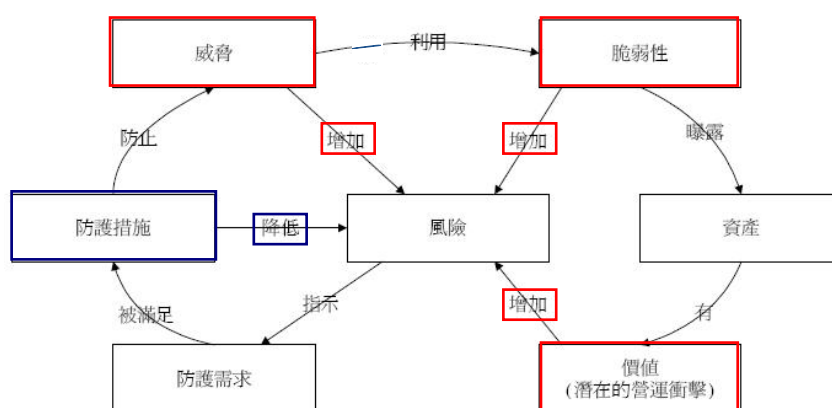 威脅
利用
脆弱性
防止
增加
增加
曝露
防護措施
降低
風險
資產
被滿足
指示
增加
有
防護需求
價值
(潛在的營運衝擊)